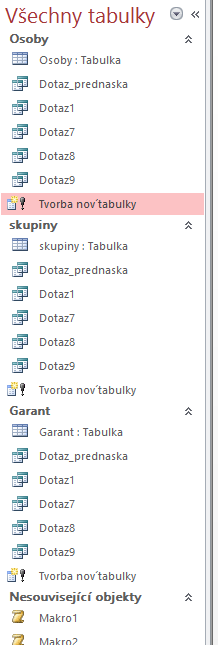 Všechny tabulky
Osoby
Osoby : Tabulka
Dotaz_prednaska
Dotaz1
Dotaz7
Dotaz8
Dotaz9
Tvorba nov´tabulky
skupiny
skupiny : Tabulka
Dotaz_prednaska
Dotaz1
Dotaz7
Dotaz8
Dotaz9
Tvorba nov´tabulky
Garant
Garant : Tabulka
Dotaz_prednaska
Dotaz1
Dotaz7
Dotaz8
Dotaz9
Tvorba nov´tabulky
Nesouvisející objekty
Makro1
Makro2